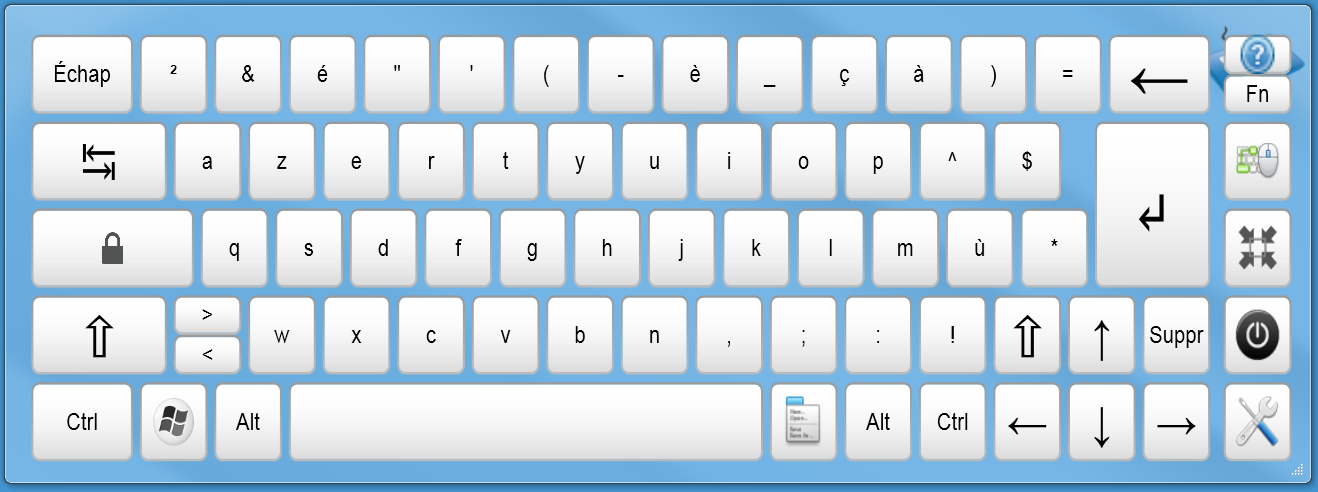 Échap ² & é " ' ( - è _ ç à ) = ← ?
Fn
↹ a z e r t y u i o p ^ $ ↲
q s d f g h j k l m ù *
⇧ > w x c v b n , ; : ! ⇧ ↑ Suppr
<
Ctrl Alt Alt Ctrl ← ↓ →